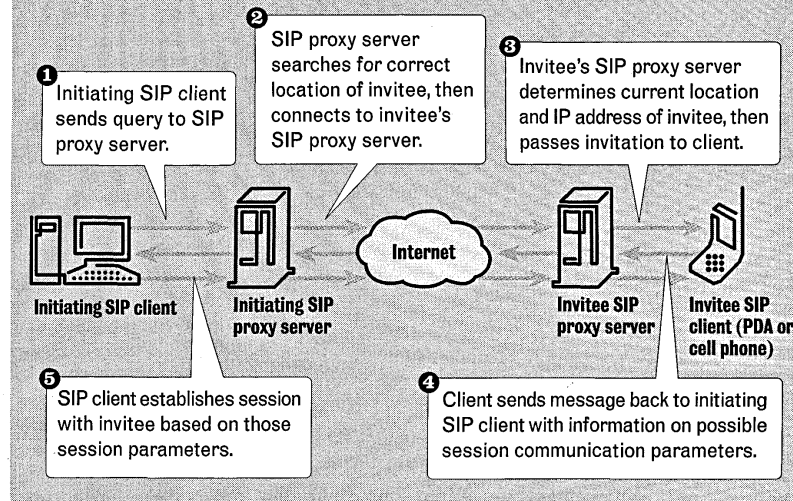 1
Initiating SIP client
sends query to SIP
proxy server.
2
SIP proxy server
searches for correct
location of invitee, then
connects to invitee's
SIP proxy server.
3
Invitee's SIP proxy server
determines current location
and IP address of invitee, then
passes invitation to client.
Internet
Initiating SIP client
Initiating SIP
proxy server
Invitee SIP
proxy server
Invitee SIP
client (PDA or
cell phone)
5
SIP client establishes session
with invitee based on those
session parameters.
4
Client sends message back to initiating
SIP client with information on possible
session communication parameters.